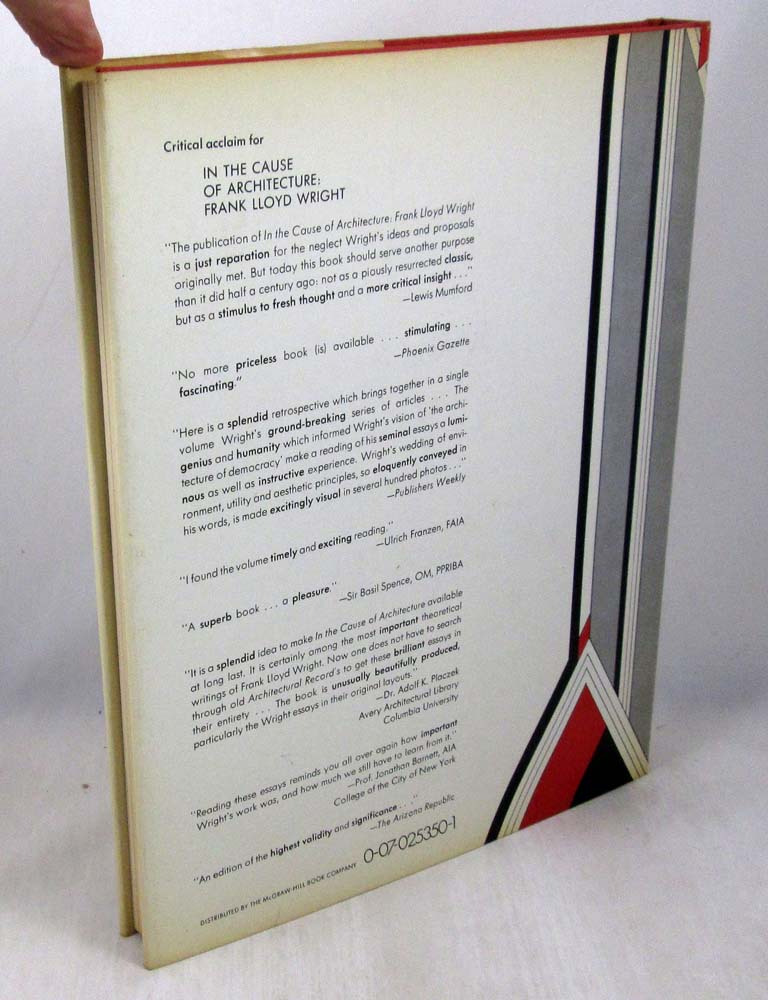 Critical acclaim for
IN THE CAUSE
OF ARCHITECTURE:
FRANK LLOYD WRIGHT
"The publication of In the Cause of Architecture: Frank Lloyd Wright
is a just reparation for the neglect Wright's ideas and proposals
originally met. But today this book should serve another purpose
than it did half a century ago: not as a piously resurrected classic,
but as a stimulus to fresh thought and a more critical insight . . ."
—Lewis Mumford
"No more priceless book (is) available . . . stimulating . . .
fascinating."
—Phoenix Gazette
"Here is a splendid retrospective which brings together in a single
volume Wright's ground-breaking series of articles . . . The
genius and humanity which informed Wright's vision of 'the archi-
tecture of democracy' make a reading of his seminal essays a lumi-
nous as well as instructive experience. Wright's wedding of envi-
ronment, utility and aesthetic principles, so eloquently conveyed in
his words, is made excitingly visual in several hundred photos . . ."
—Publishers Weekly
"I found the volume timely and exciting reading."
—Ulrich Franzen, FAIA
"A superb book . . . a pleasure."
—Sir Basil Spence, OM, PPRIBA
"It is a splendid idea to make In the Cause of Architecture available
at long last. It is certainly among the most important theoretical
writings of Frank Lloyd Wright. Now one does not have to search
through old Architectural Record's to get these brilliant essays in
their entirety . . . The book is unusually beautifully produced,
particularly the Wright essays in their original layouts."
—Dr. Adolf K. Placzek
Avery Architectural Library
Columbia University
"Reading these essays reminds you all over again how important
Wright's work was, and how much we still have to learn from it."
—Prof. Jonathan Barnett, AIA
College of the City of New York
"An edition of the highest validity and significance . . ."
—The Arizona Republic
DISTRIBUTED BY THE McGRAW-HILL BOOK COMPANY 0-07-025350-1